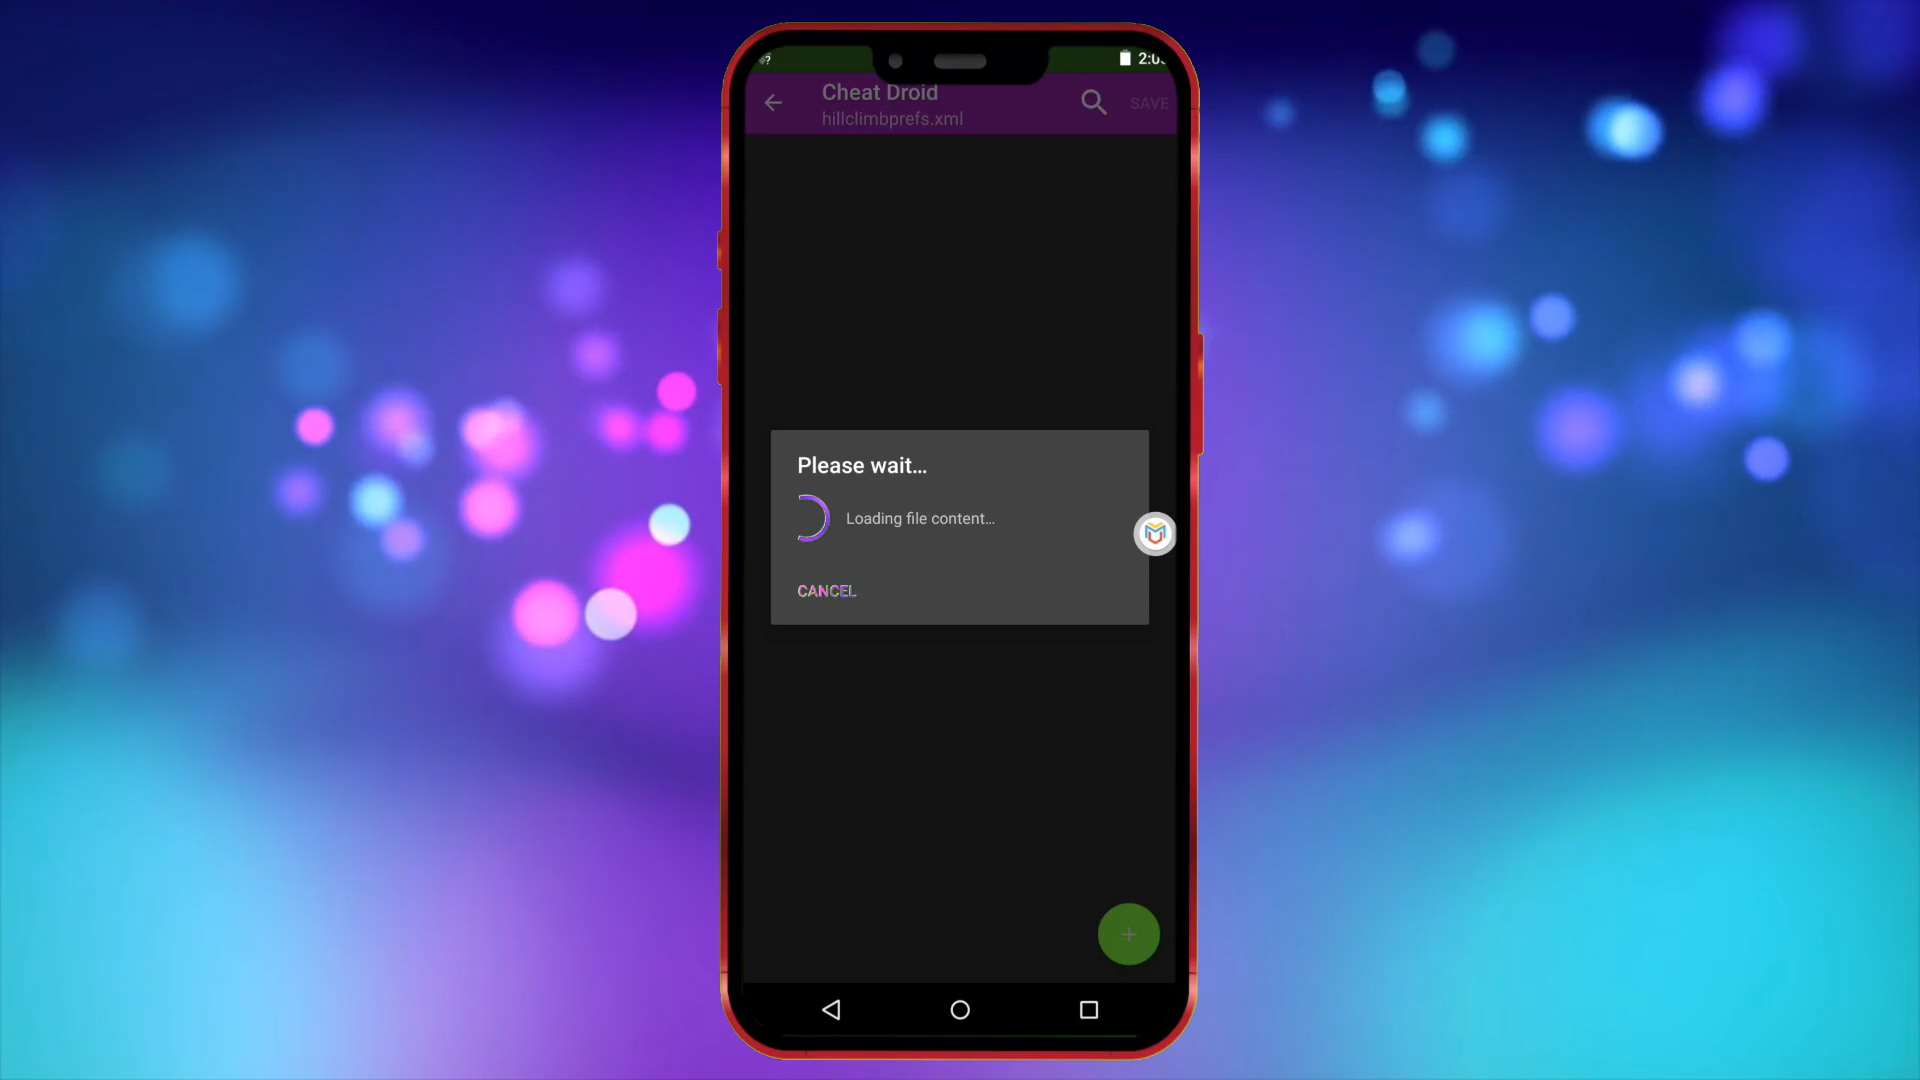 Cheat Droid
hillclimbprefs.xml
SAVE
Please wait...
Loading file content...
CANCEL